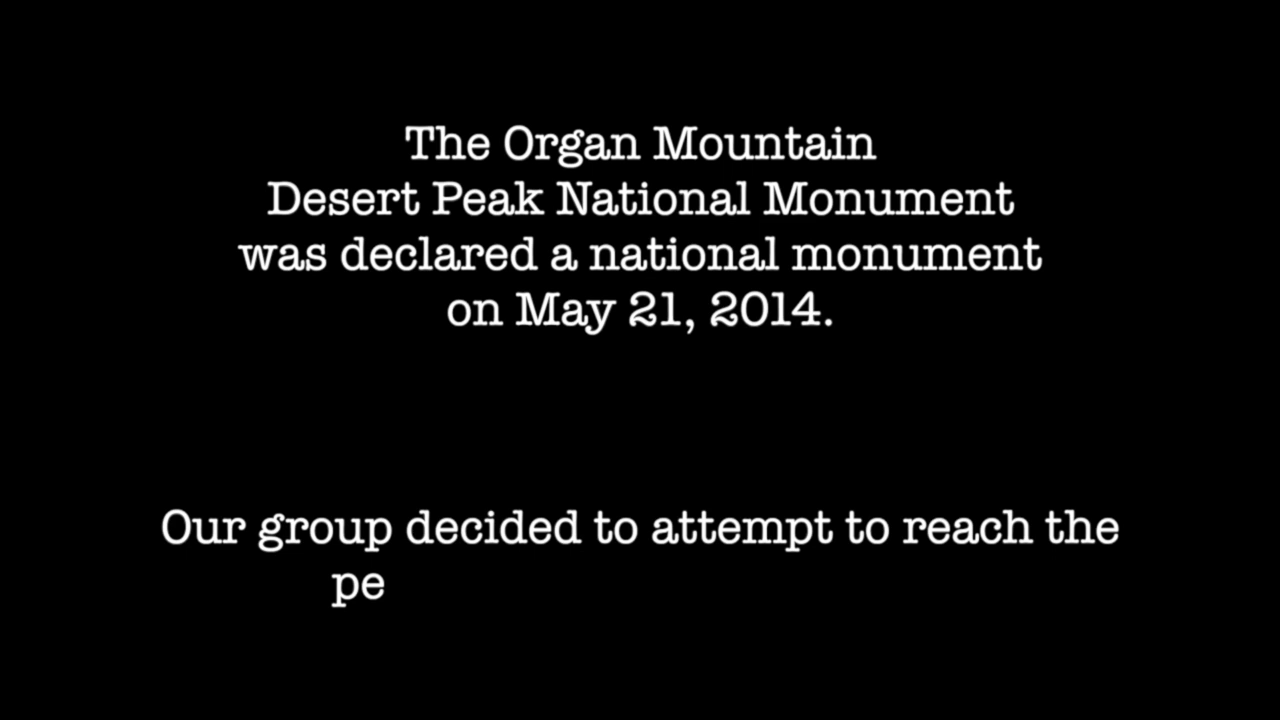 The Organ Mountain
Desert Peak National Monument
was declared a national monument
on May 21, 2014.
Our group decided to attempt to reach the
pe